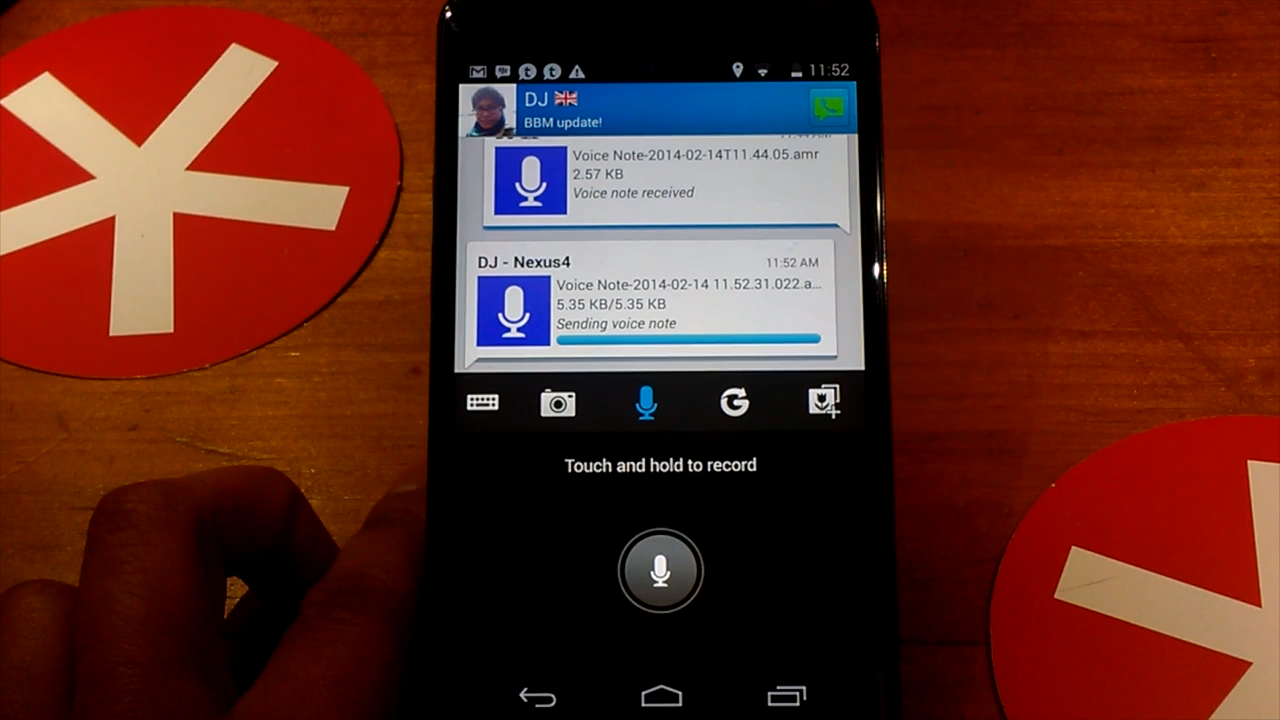 11:52
DJ 🇬🇧
BBM update!
Voice Note-2014-02-14T11.44.05.amr
2.57 KB
Voice note received
DJ - Nexus4
11:52 AM
Voice Note-2014-02-14 11.52.31.022.a...
5.35 KB/5.35 KB
Sending voice note
Touch and hold to record